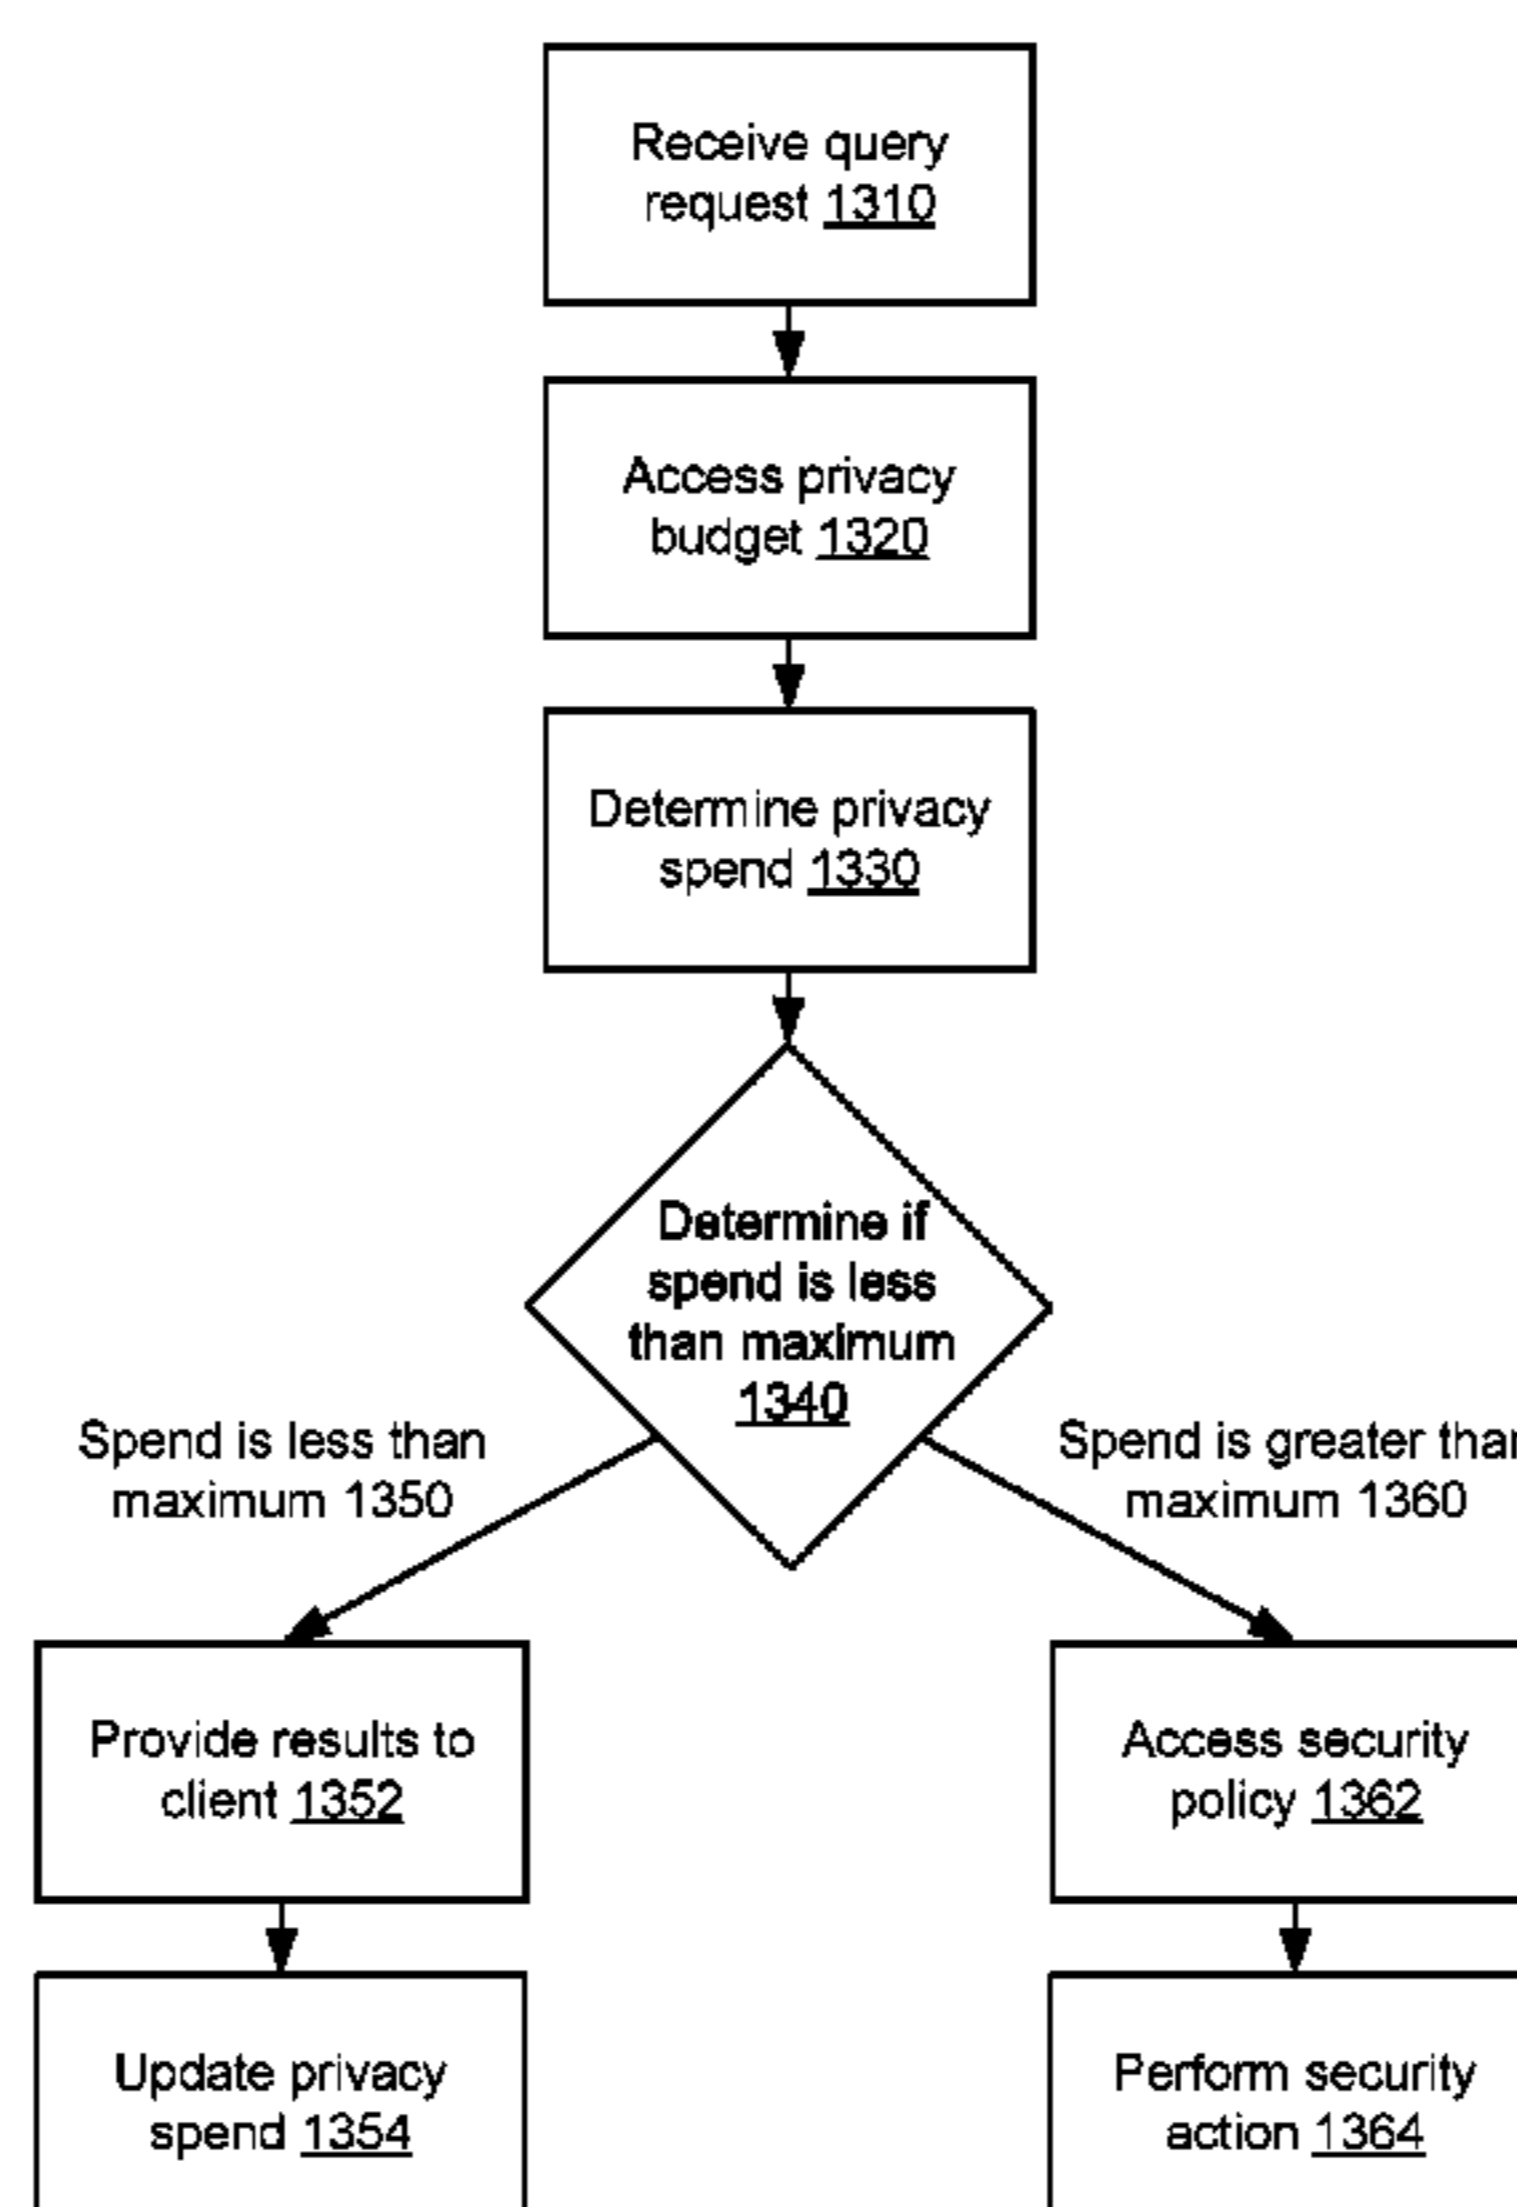 Receive query
request 1310
Access privacy
budget 1320
Determine privacy
spend 1330
Determine if
spend is less
than maximum
1340
Spend is less than
maximum 1350
Spend is greater than
maximum 1360
Provide results to
client 1352
Access security
policy 1362
Update privacy
spend 1354
Perform security
action 1364